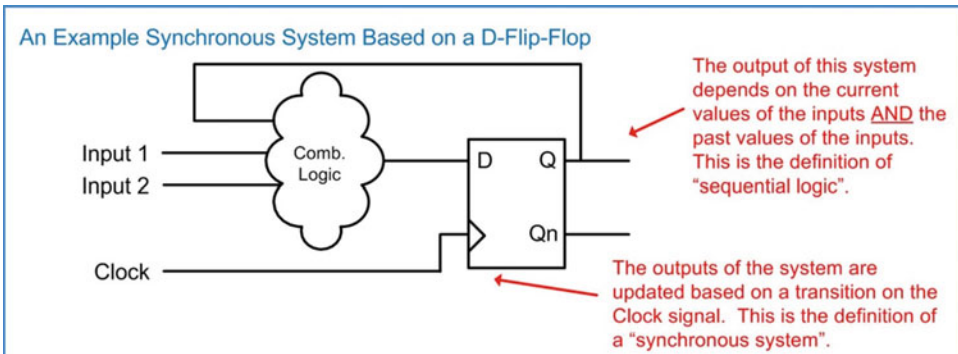 An Example Synchronous System Based on a D-Flip-Flop
The output of this system
depends on the current
values of the inputs AND the
past values of the inputs.
This is the definition of
“sequential logic”.
Input 1
Input 2
Comb.
Logic
D
Q
Qn
Clock
The outputs of the system are
updated based on a transition on the
Clock signal. This is the definition of
a “synchronous system”.